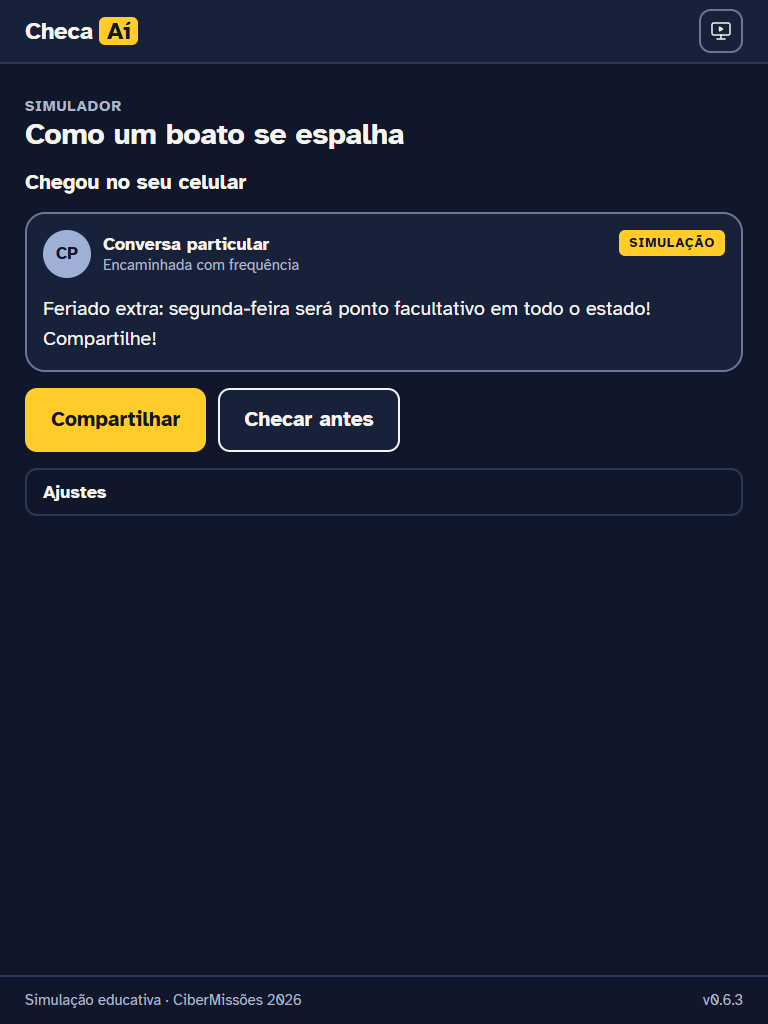 Checa Aí
SIMULADOR
Como um boato se espalha
Chegou no seu celular
CP
Conversa particular
Encaminhada com frequência
SIMULAÇÃO
Feriado extra: segunda-feira será ponto facultativo em todo o estado!
Compartilhe!
Compartilhar
Checar antes
Ajustes
Simulação educativa · CiberMissões 2026
v0.6.3